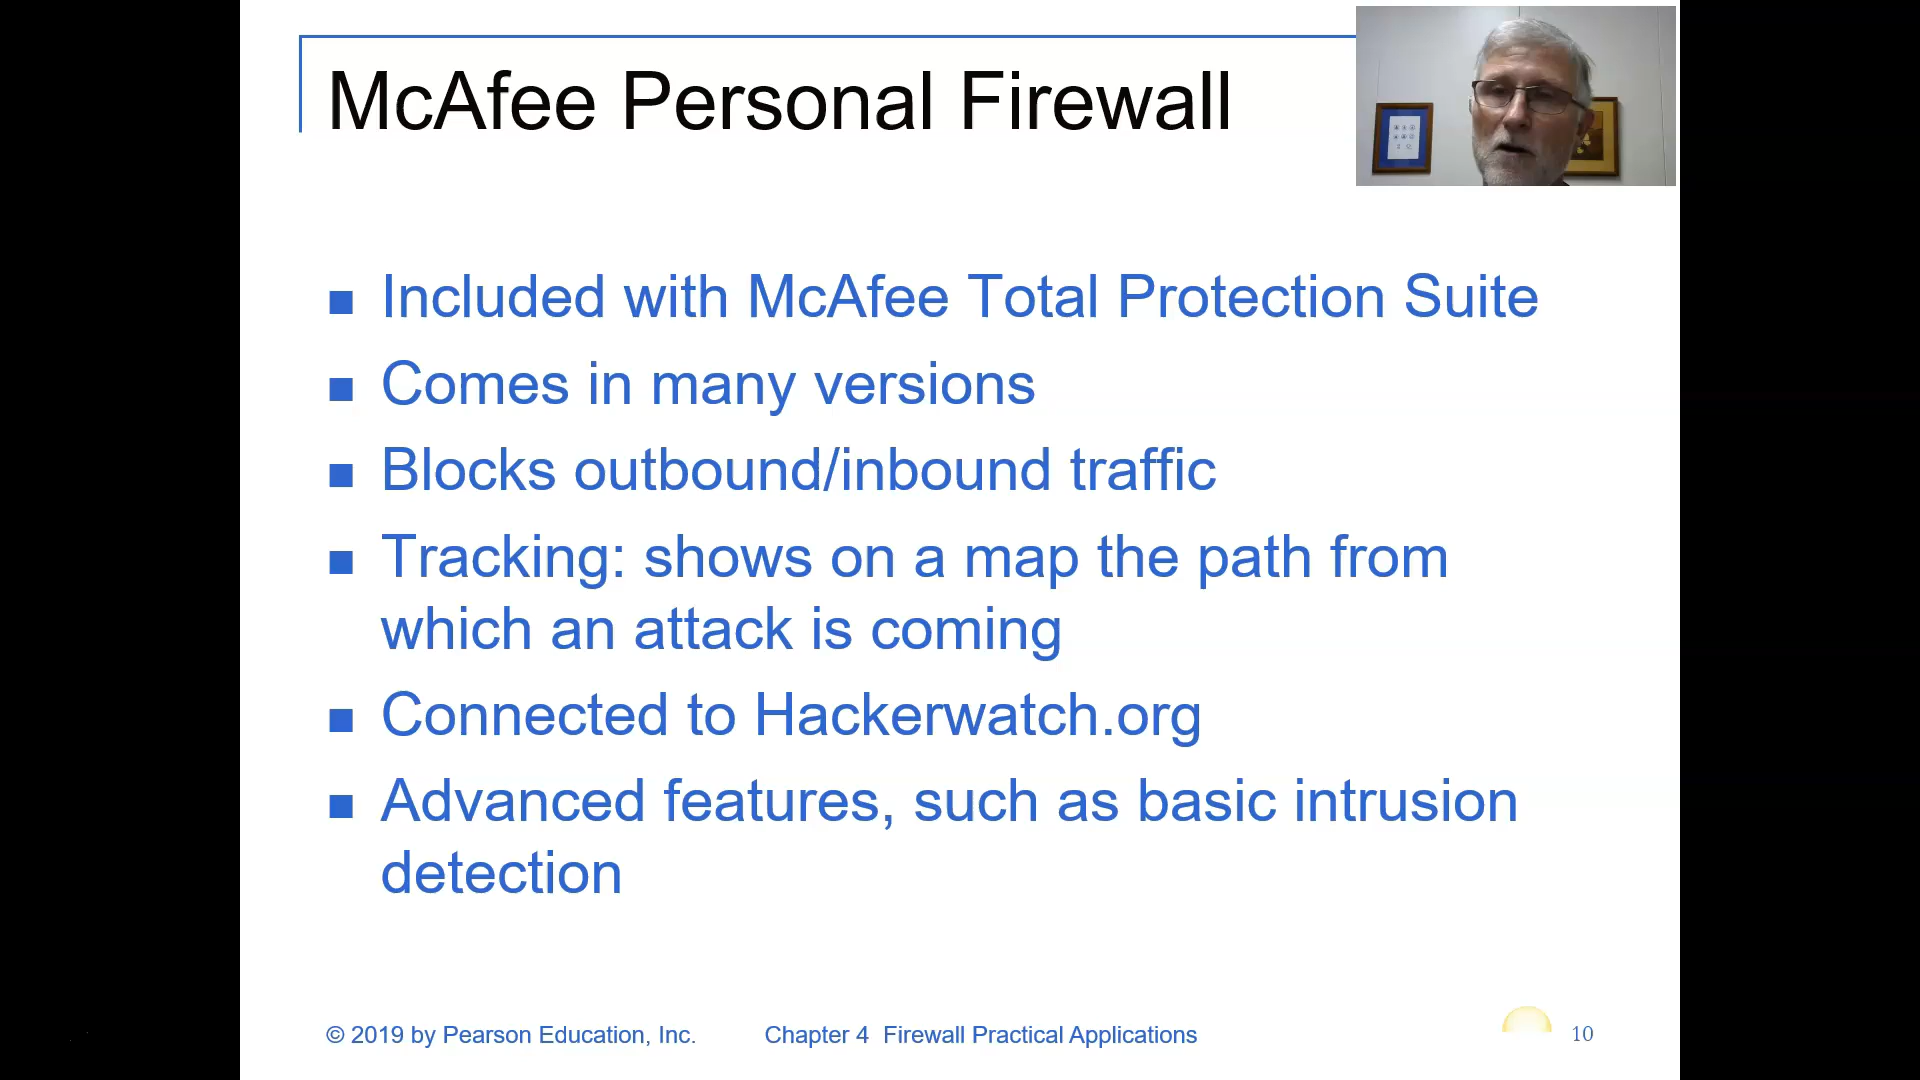 McAfee Personal Firewall
■ Included with McAfee Total Protection Suite
■ Comes in many versions
■ Blocks outbound/inbound traffic
■ Tracking: shows on a map the path from
which an attack is coming
■ Connected to Hackerwatch.org
■ Advanced features, such as basic intrusion
detection
© 2019 by Pearson Education, Inc. Chapter 4 Firewall Practical Applications 10